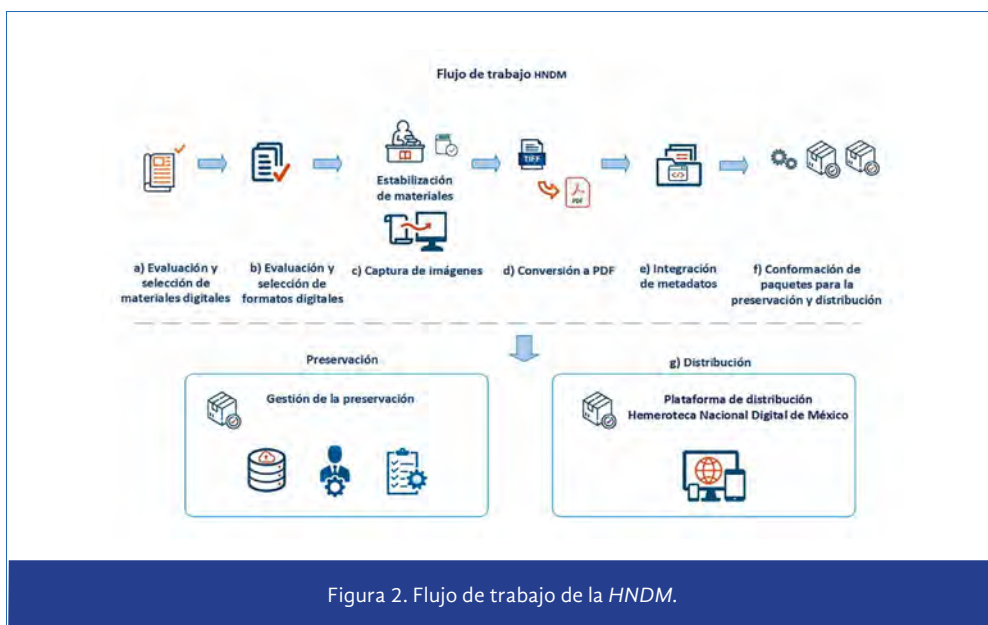 Flujo de trabajo HNDM
Estabilización
de materiales
TIFF
PDF
a) Evaluación y
selección de
materiales digitales
b) Evaluación y
selección de
formatos digitales
c) Captura de imágenes
d) Conversión a PDF
e) Integración
de metadatos
f) Conformación de
paquetes para la
preservación y distribución
Preservación
Gestión de la preservación
g) Distribución
Plataforma de distribución
Hemeroteca Nacional Digital de México
Figura 2. Flujo de trabajo de la HNDM.